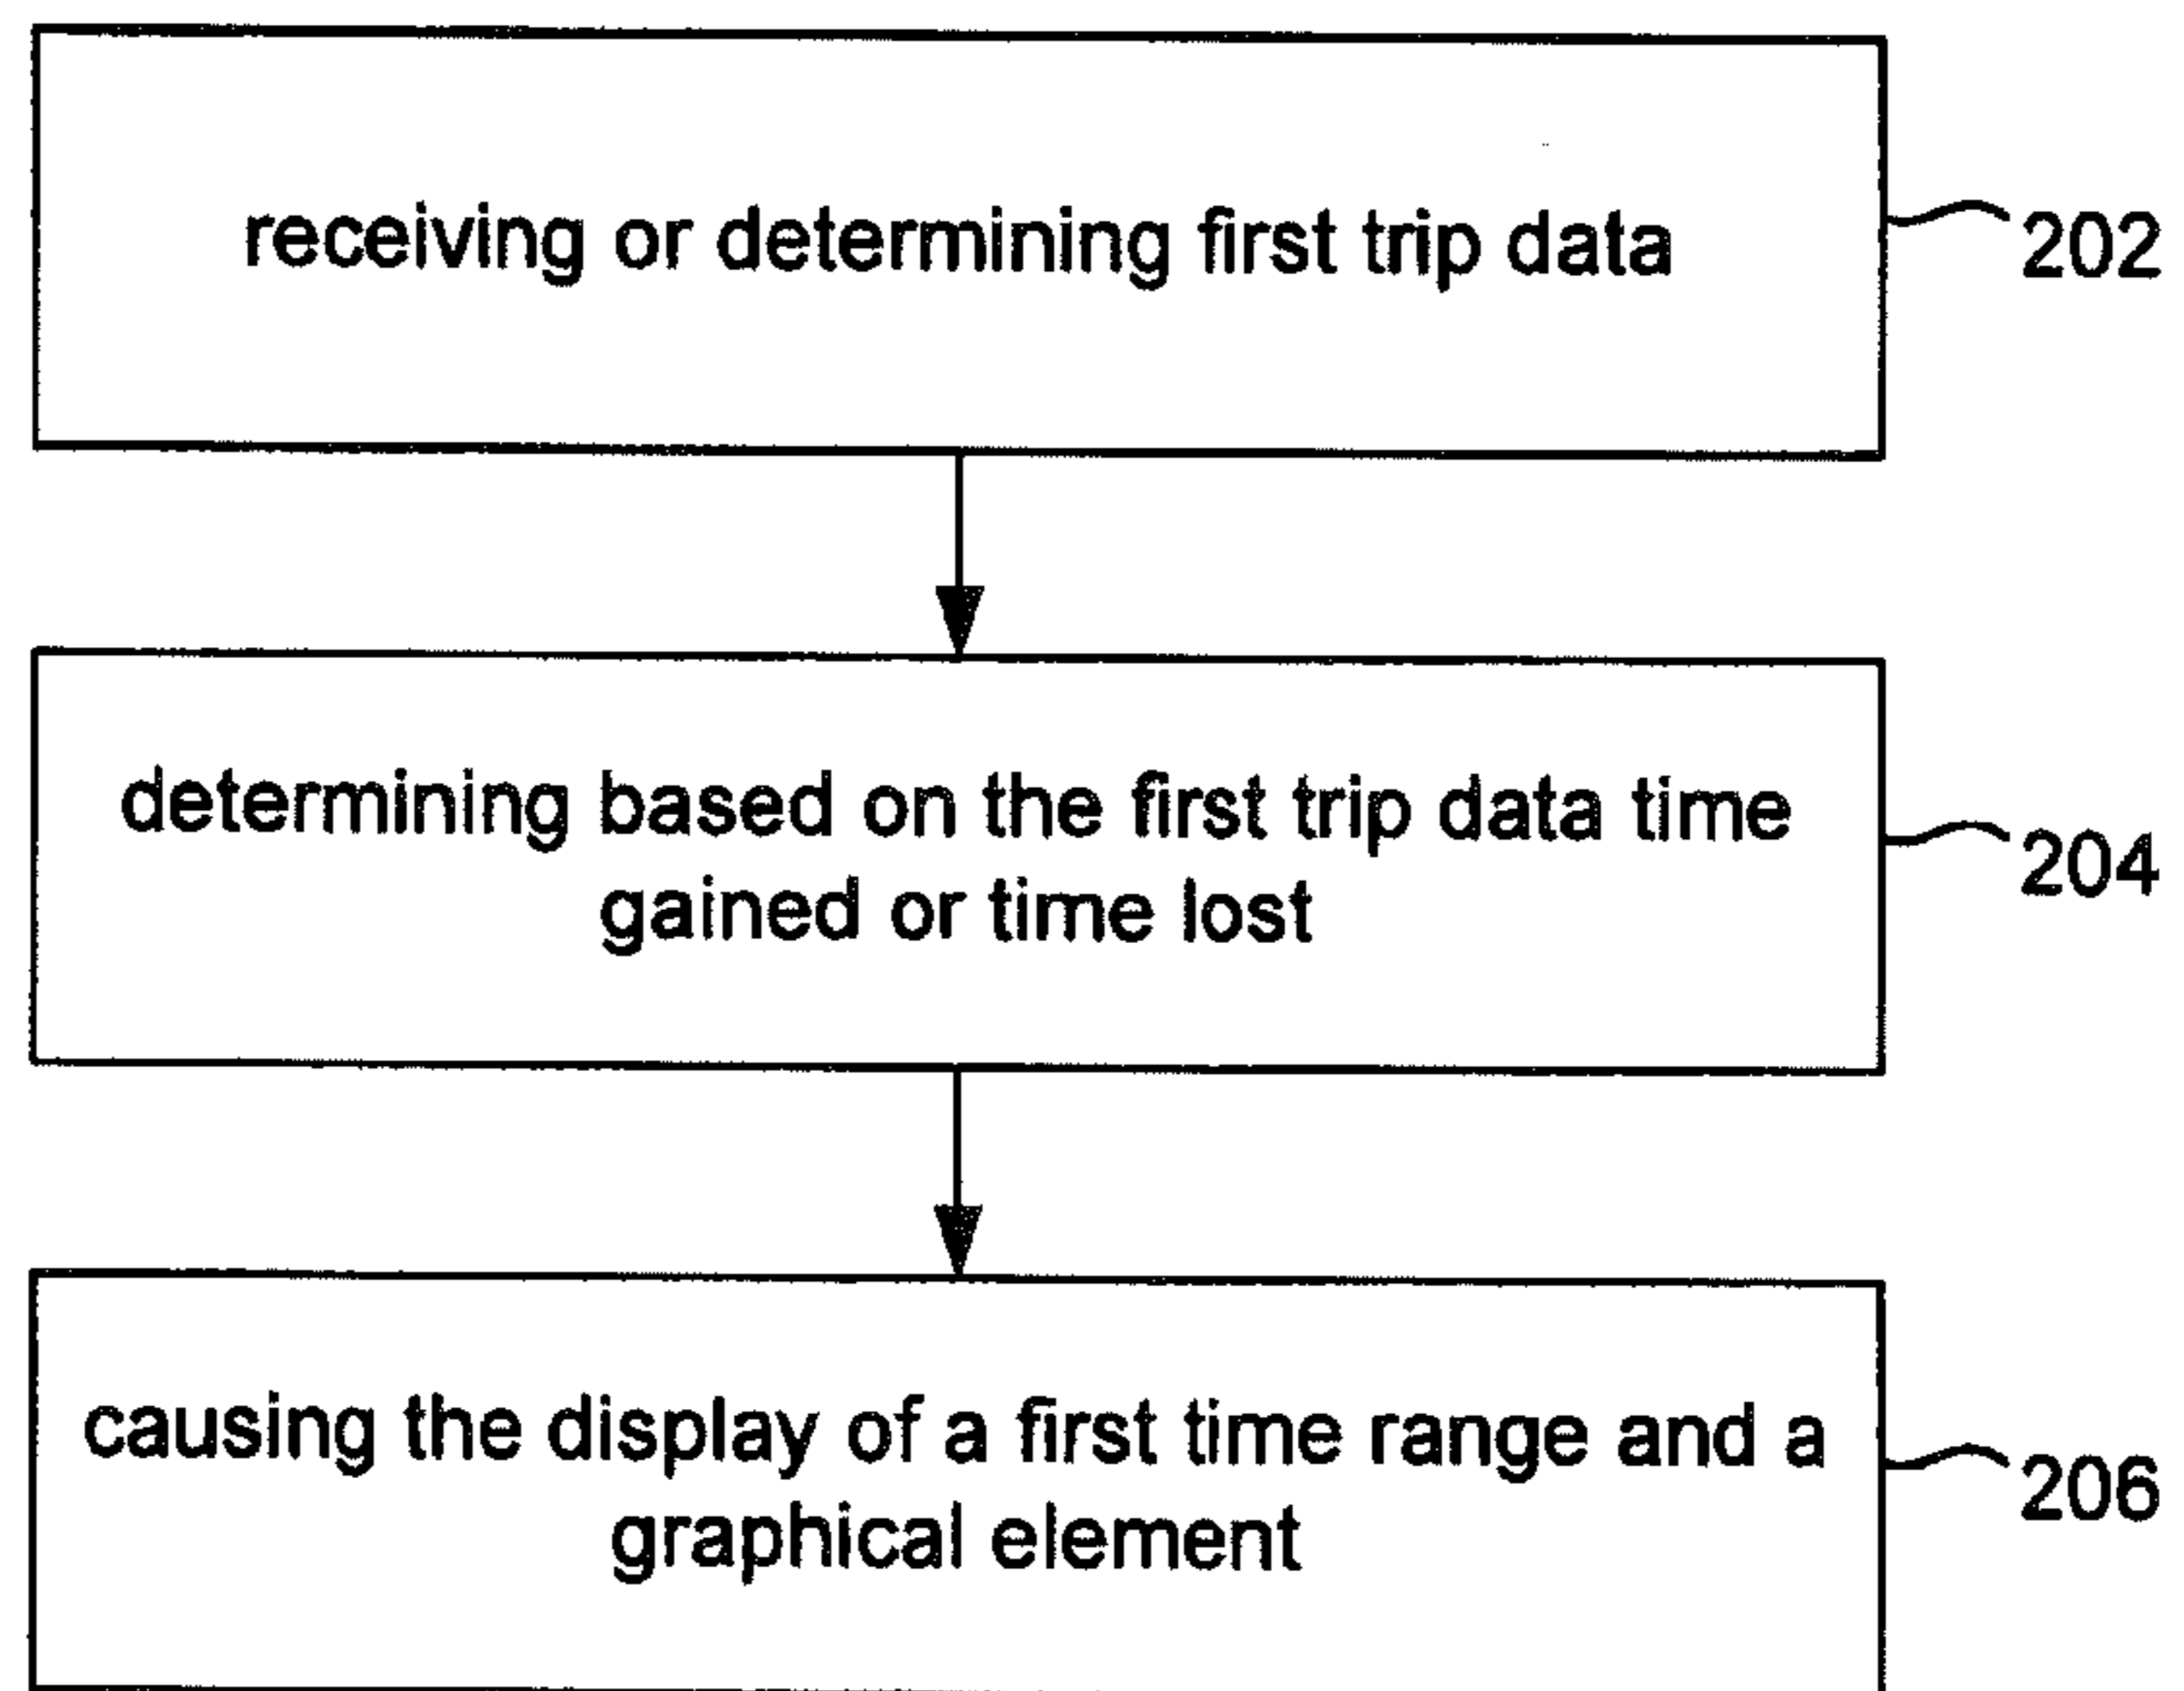 receiving or determining first trip data
202
determining based on the first trip data time
gained or time lost
204
causing the display of a first time range and a
graphical element
206